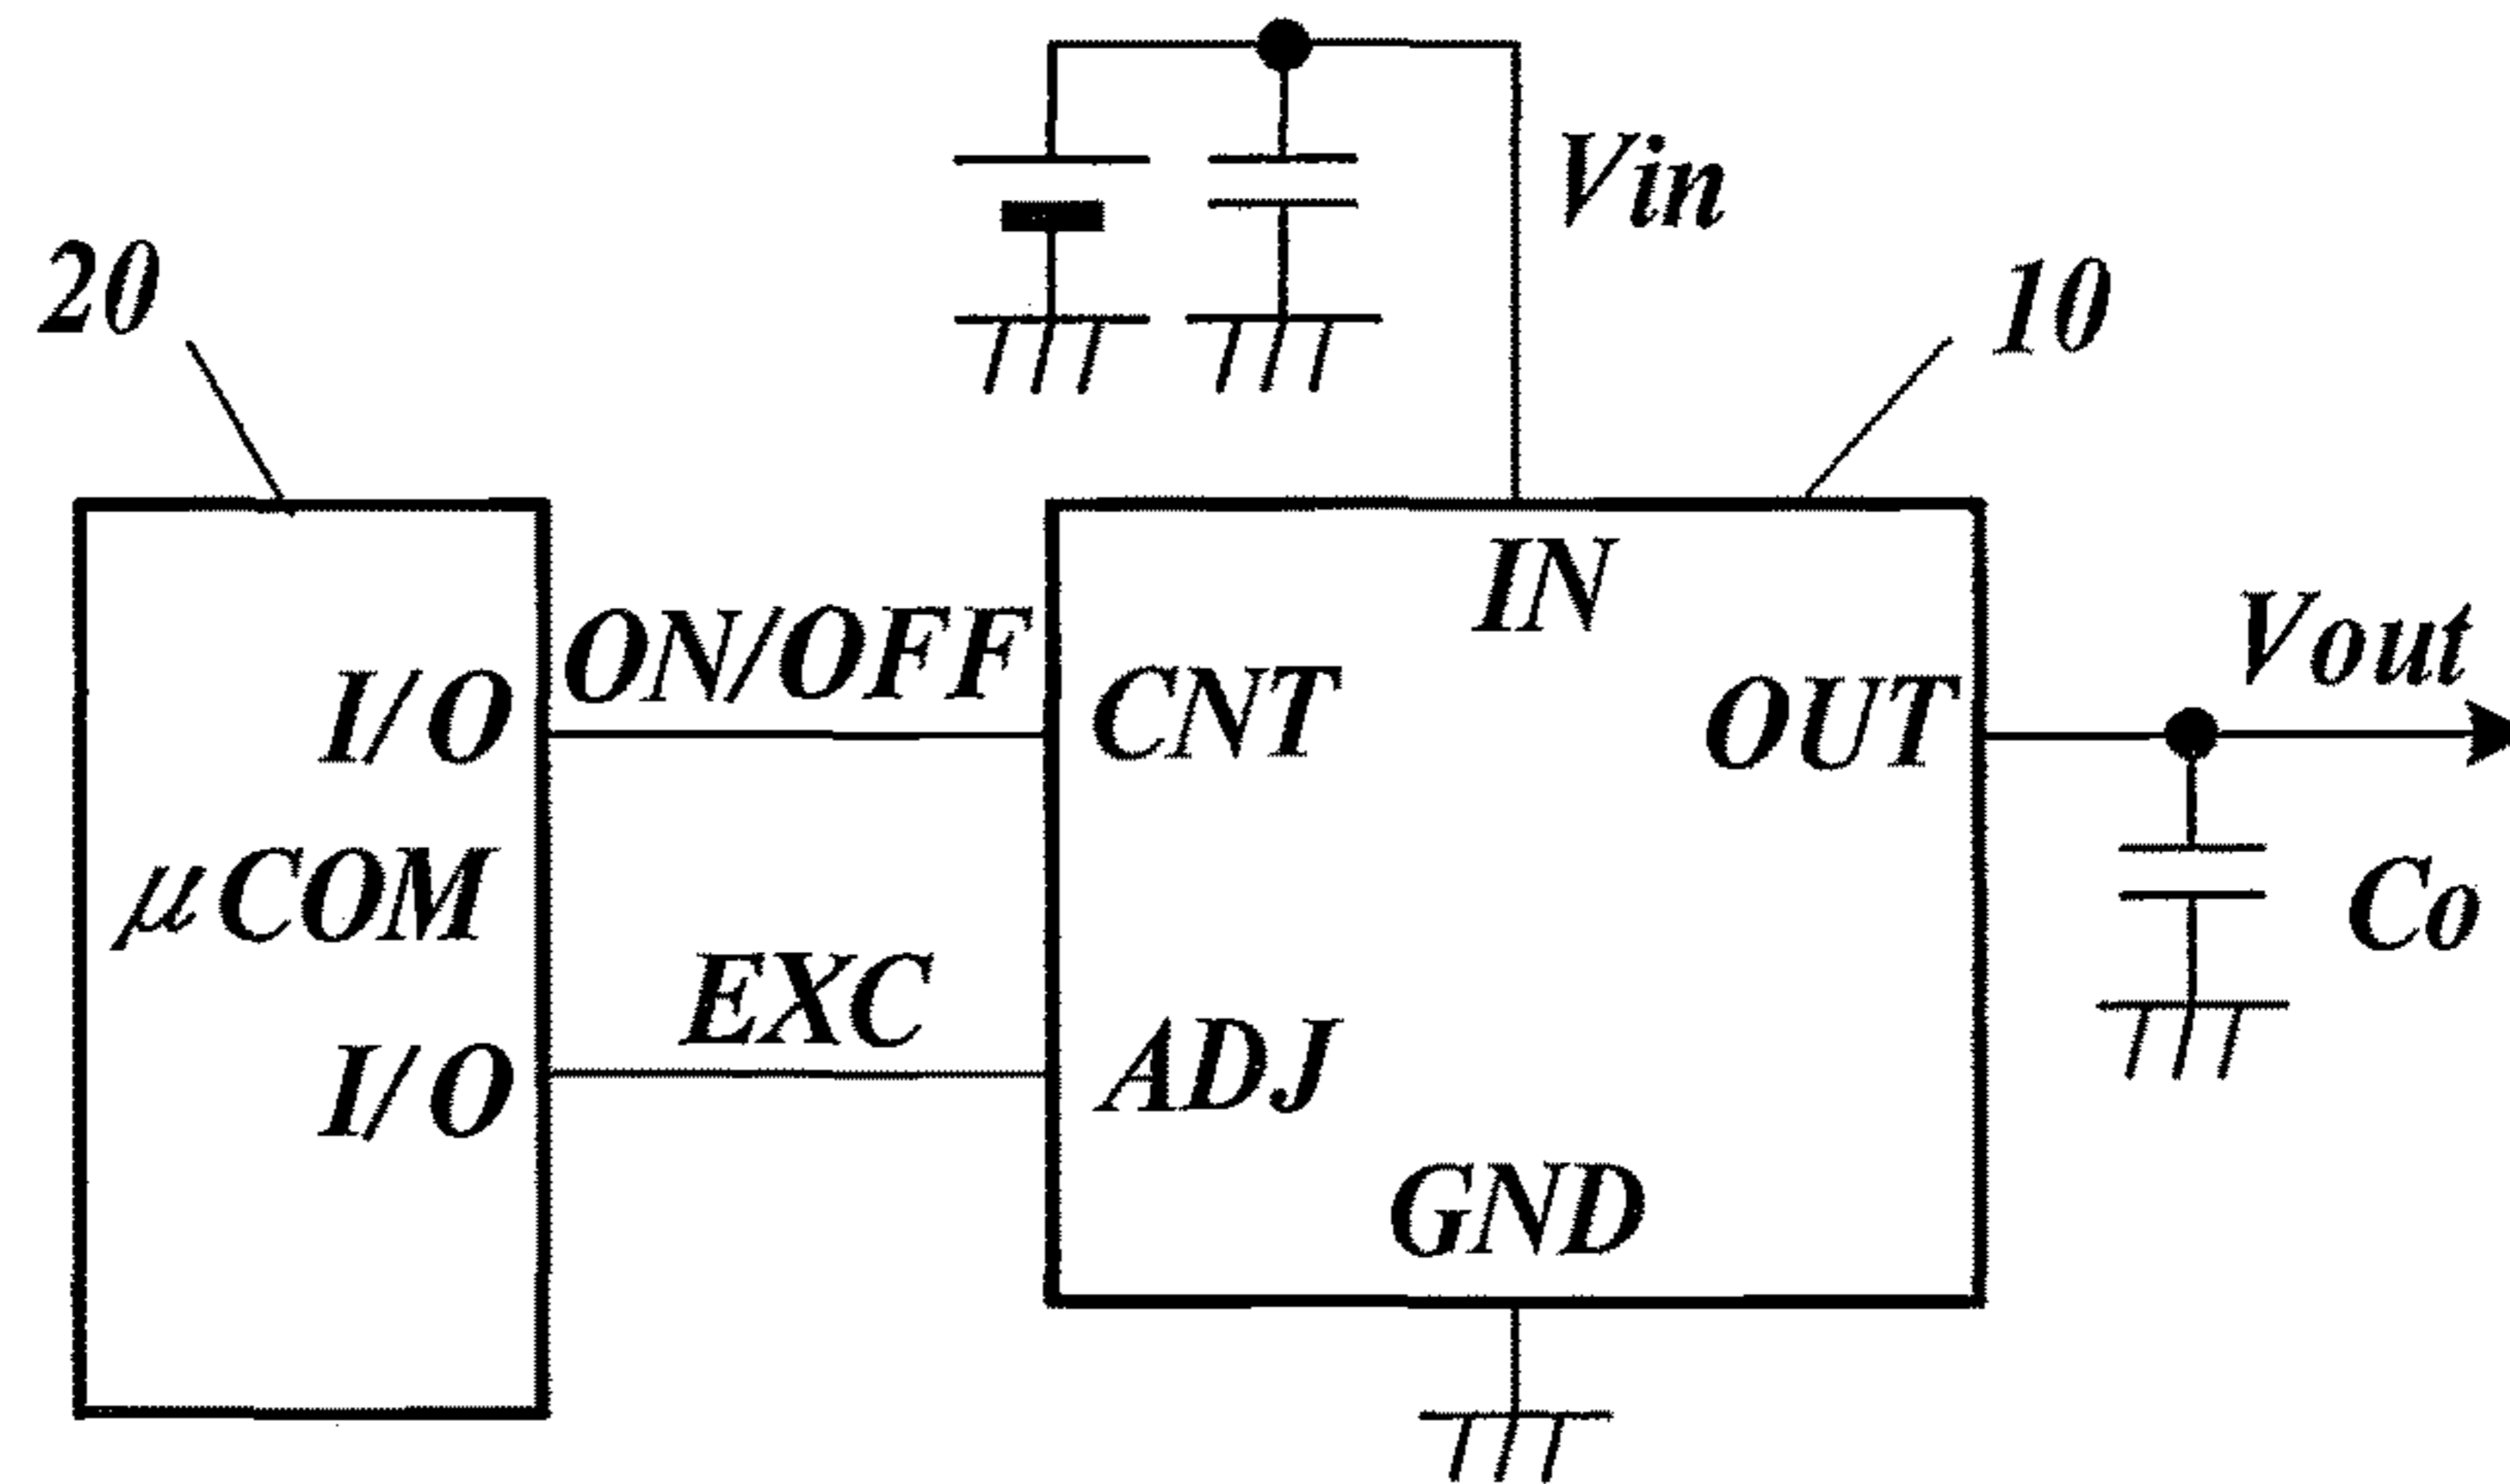 Vin
20
10
IN
ON/OFF
I/O
CNT
OUT
Vout
μCOM
Co
EXC
I/O
ADJ
GND